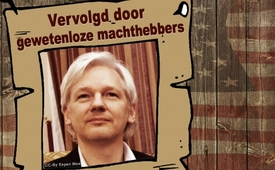 Vervolgd door
gewetenloze machthebbers
CC-By Espen Moe